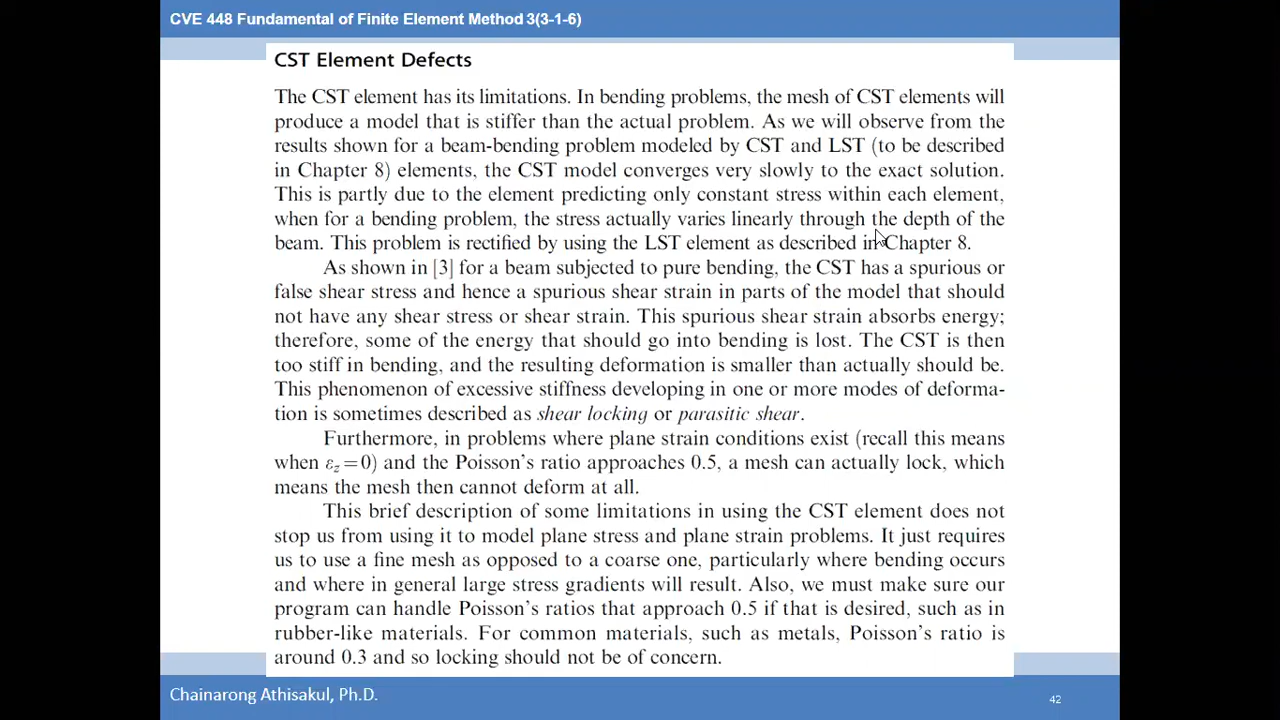 CVE 448 Fundamental of Finite Element Method 3(3-1-6)
CST Element Defects
The CST element has its limitations. In bending problems, the mesh of CST elements will
produce a model that is stiffer than the actual problem. As we will observe from the
results shown for a beam-bending problem modeled by CST and LST (to be described
in Chapter 8) elements, the CST model converges very slowly to the exact solution.
This is partly due to the element predicting only constant stress within each element,
when for a bending problem, the stress actually varies linearly through the depth of the
beam. This problem is rectified by using the LST element as described in Chapter 8.
As shown in [3] for a beam subjected to pure bending, the CST has a spurious or
false shear stress and hence a spurious shear strain in parts of the model that should
not have any shear stress or shear strain. This spurious shear strain absorbs energy;
therefore, some of the energy that should go into bending is lost. The CST is then
too stiff in bending, and the resulting deformation is smaller than actually should be.
This phenomenon of excessive stiffness developing in one or more modes of deforma-
tion is sometimes described as shear locking or parasitic shear.
Furthermore, in problems where plane strain conditions exist (recall this means
when εz=0) and the Poisson's ratio approaches 0.5, a mesh can actually lock, which
means the mesh then cannot deform at all.
This brief description of some limitations in using the CST element does not
stop us from using it to model plane stress and plane strain problems. It just requires
us to use a fine mesh as opposed to a coarse one, particularly where bending occurs
and where in general large stress gradients will result. Also, we must make sure our
program can handle Poisson's ratios that approach 0.5 if that is desired, such as in
rubber-like materials. For common materials, such as metals, Poisson's ratio is
around 0.3 and so locking should not be of concern.
Chainarong Athisakul, Ph.D.
42